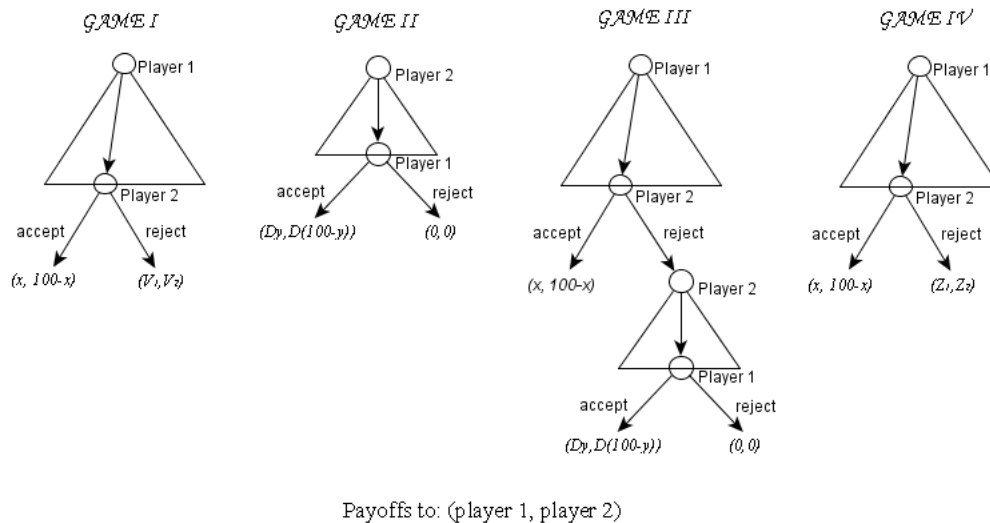 GAME I
GAME II
GAME III
GAME IV
Player 1
Player 2
accept
reject
(x, 100-x)
(V₁,V₂)
Player 2
Player 1
accept
reject
(Dy,D(100-y))
(0,0)
Player 1
Player 2
accept
reject
(x, 100-x)
Player 2
Player 1
accept
reject
(Dy,D(100-y))
(0,0)
Player 1
Player 2
accept
reject
(x, 100-x)
(Z₁,Z₂)
Payoffs to: (player 1, player 2)